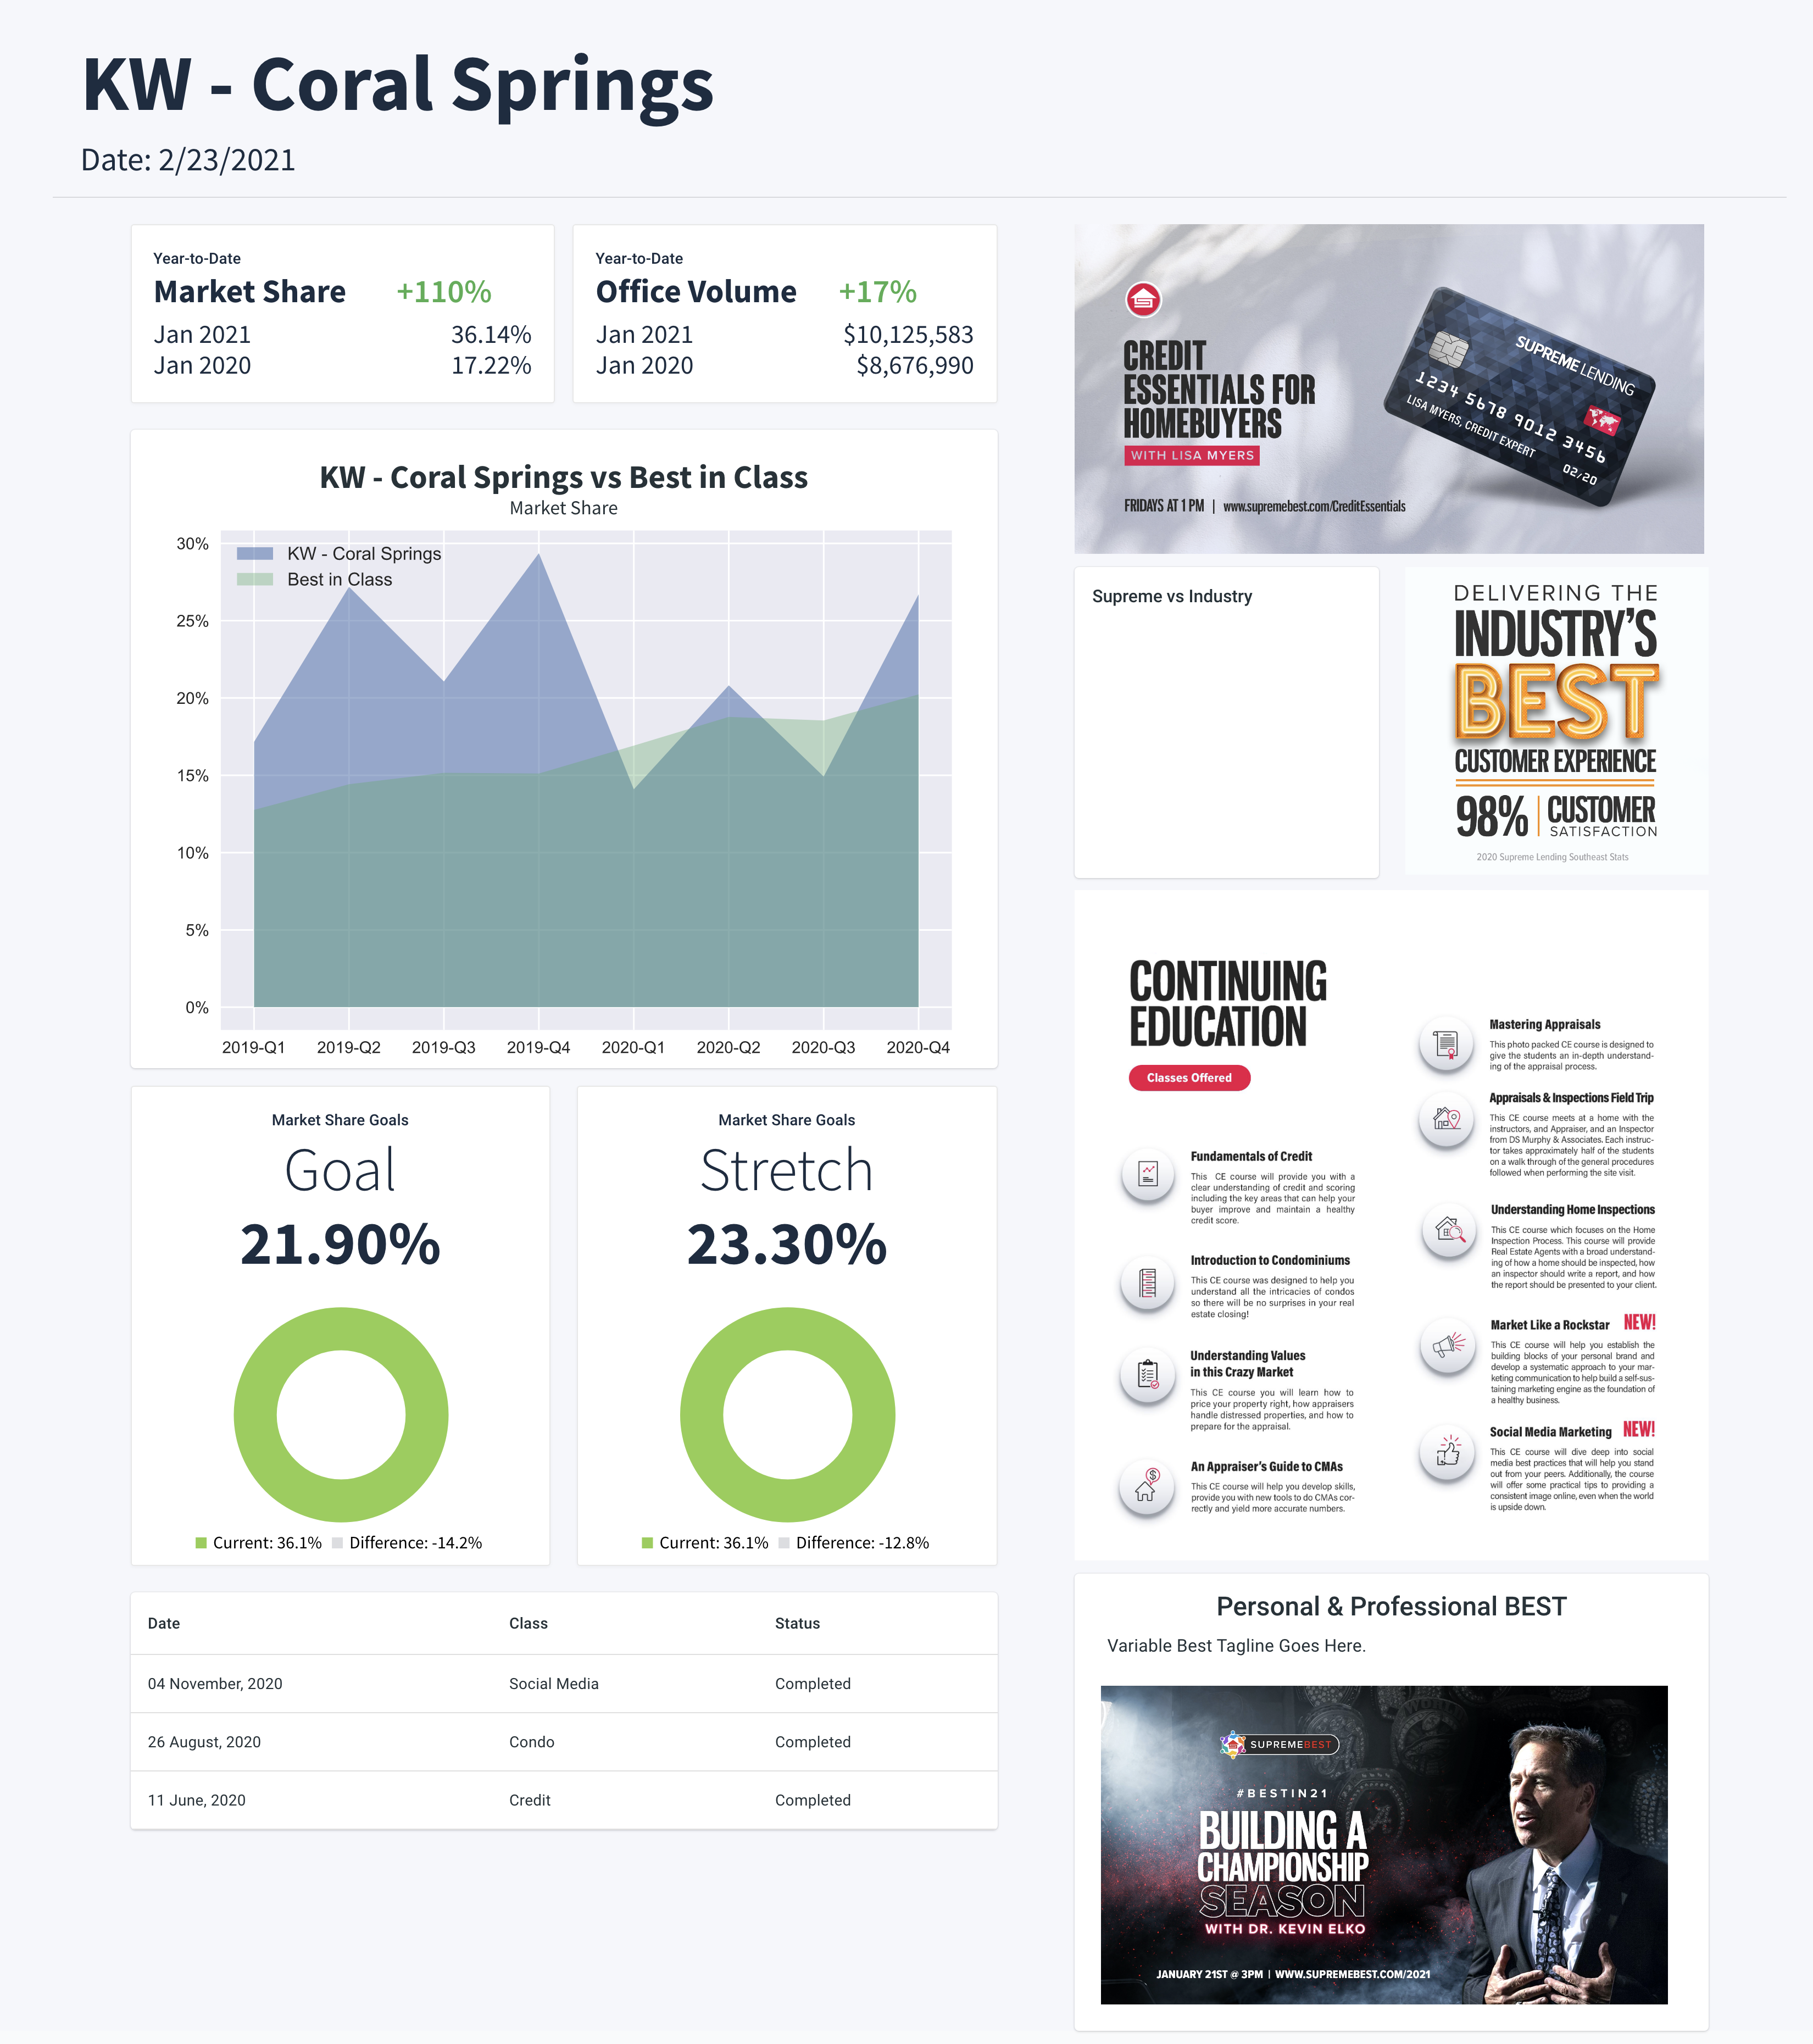 KW - Coral Springs
Date: 2/23/2021
Year-to-Date
Market Share +110%
Jan 2021 36.14%
Jan 2020 17.22%
Year-to-Date
Office Volume +17%
Jan 2021 $10,125,583
Jan 2020 $8,676,990
KW - Coral Springs vs Best in Class
Market Share
KW - Coral Springs
Best in Class
30%
25%
20%
15%
10%
5%
0%
2019-Q1 2019-Q2 2019-Q3 2019-Q4 2020-Q1 2020-Q2 2020-Q3 2020-Q4
Market Share Goals
Goal
21.90%
Current: 36.1% Difference: -14.2%
Market Share Goals
Stretch
23.30%
Current: 36.1% Difference: -12.8%
Date Class Status
04 November, 2020 Social Media Completed
26 August, 2020 Condo Completed
11 June, 2020 Credit Completed
CREDIT
ESSENTIALS FOR
HOMEBUYERS
WITH LISA MYERS
FRIDAYS AT 1 PM | www.supremebest.com/CreditEssentials
SUPREME LENDING
1234 5678 9012 3456
LISA MYERS, CREDIT EXPERT
02/20
Supreme vs Industry
DELIVERING THE
INDUSTRY'S
BEST
CUSTOMER EXPERIENCE
98% | CUSTOMER
SATISFACTION
2020 Supreme Lending Southeast Stats
CONTINUING
EDUCATION
Classes Offered
Fundamentals of Credit
This CE course will provide you with a
clear understanding of credit and scoring
including the key areas that can help your
buyer improve and maintain a healthy
credit score.
Introduction to Condominiums
This CE course was designed to help you
understand all the intricacies of condos
so there will be no surprises in your real
estate closing!
Understanding Values
in this Crazy Market
This CE course you will learn how to
price your property right, how appraisers
handle distressed properties, and how to
prepare for the appraisal.
An Appraiser's Guide to CMAs
This CE course will help you develop skills,
provide you with new tools to do CMAs cor-
rectly and yield more accurate numbers.
Mastering Appraisals
This photo packed CE course is designed to
give the students an in-depth understand-
ing of the appraisal process.
Appraisals & Inspections Field Trip
This CE course meets at a home with the
instructors, and Appraiser, and an Inspector
from DS Murphy & Associates. Each instruc-
tor takes approximately half of the students
on a walk through of the general procedures
followed when performing the site visit.
Understanding Home Inspections
This CE course which focuses on the Home
Inspection Process. This course will provide
Real Estate Agents with a broad understand-
ing of how a home should be inspected, how
an inspector should write a report, and how
the report should be presented to your client.
Market Like a Rockstar NEW!
This CE course will help you establish the
building blocks of your personal brand and
develop a systematic approach to your mar-
keting communication to help build a self-sus-
taining marketing engine as the foundation of
a healthy business.
Social Media Marketing NEW!
This CE course will dive deep into social
media best practices that will help you stand
out from your peers. Additionally, the course
will offer some practical tips to providing a
consistent image online, even when the world
is upside down.
Personal & Professional BEST
Variable Best Tagline Goes Here.
SUPREMEBEST
#BESTIN21
BUILDING A
CHAMPIONSHIP
SEASON
WITH DR. KEVIN ELKO
JANUARY 21ST @ 3PM | WWW.SUPREMEBEST.COM/2021